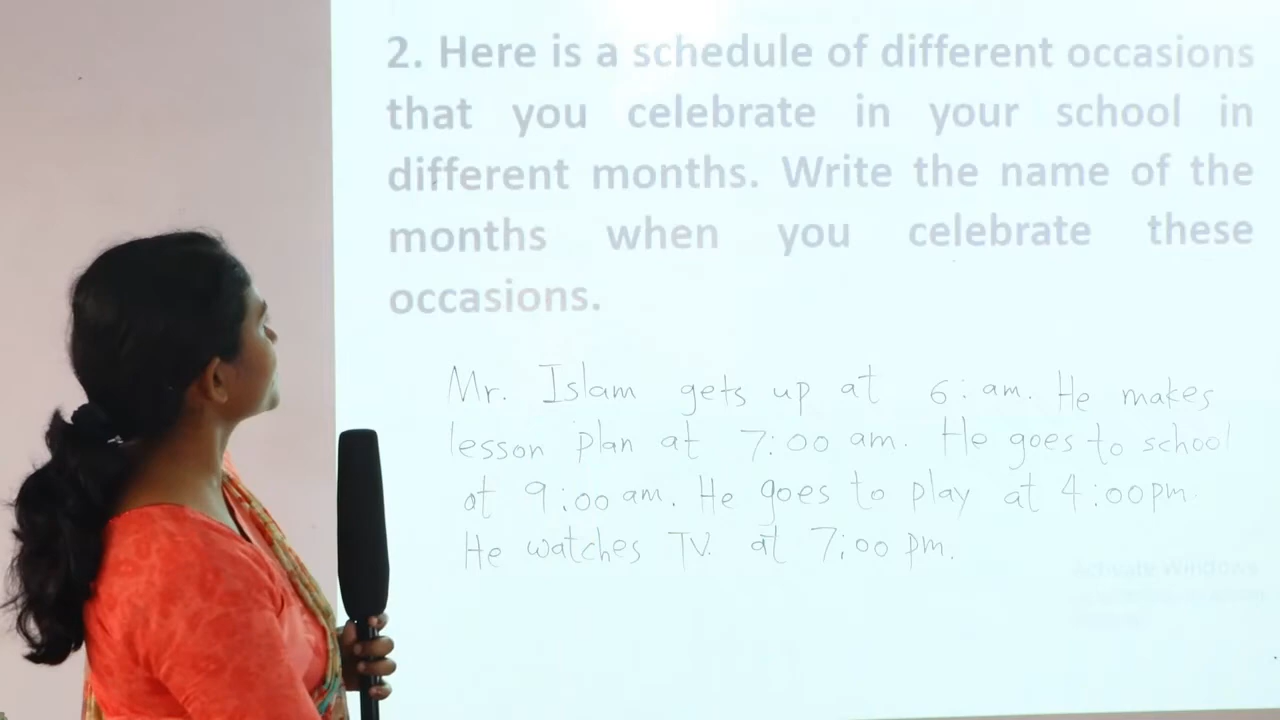 2. Here is a schedule of different occasions
that you celebrate in your school in
different months. Write the name of the
months when you celebrate these
occasions.
Mr. Islam gets up at 6: am. He makes
lesson plan at 7:00 am. He goes to school
at 9:00 am. He goes to play at 4:00 pm.
He watches TV. at 7:00 pm.
Activate Windows